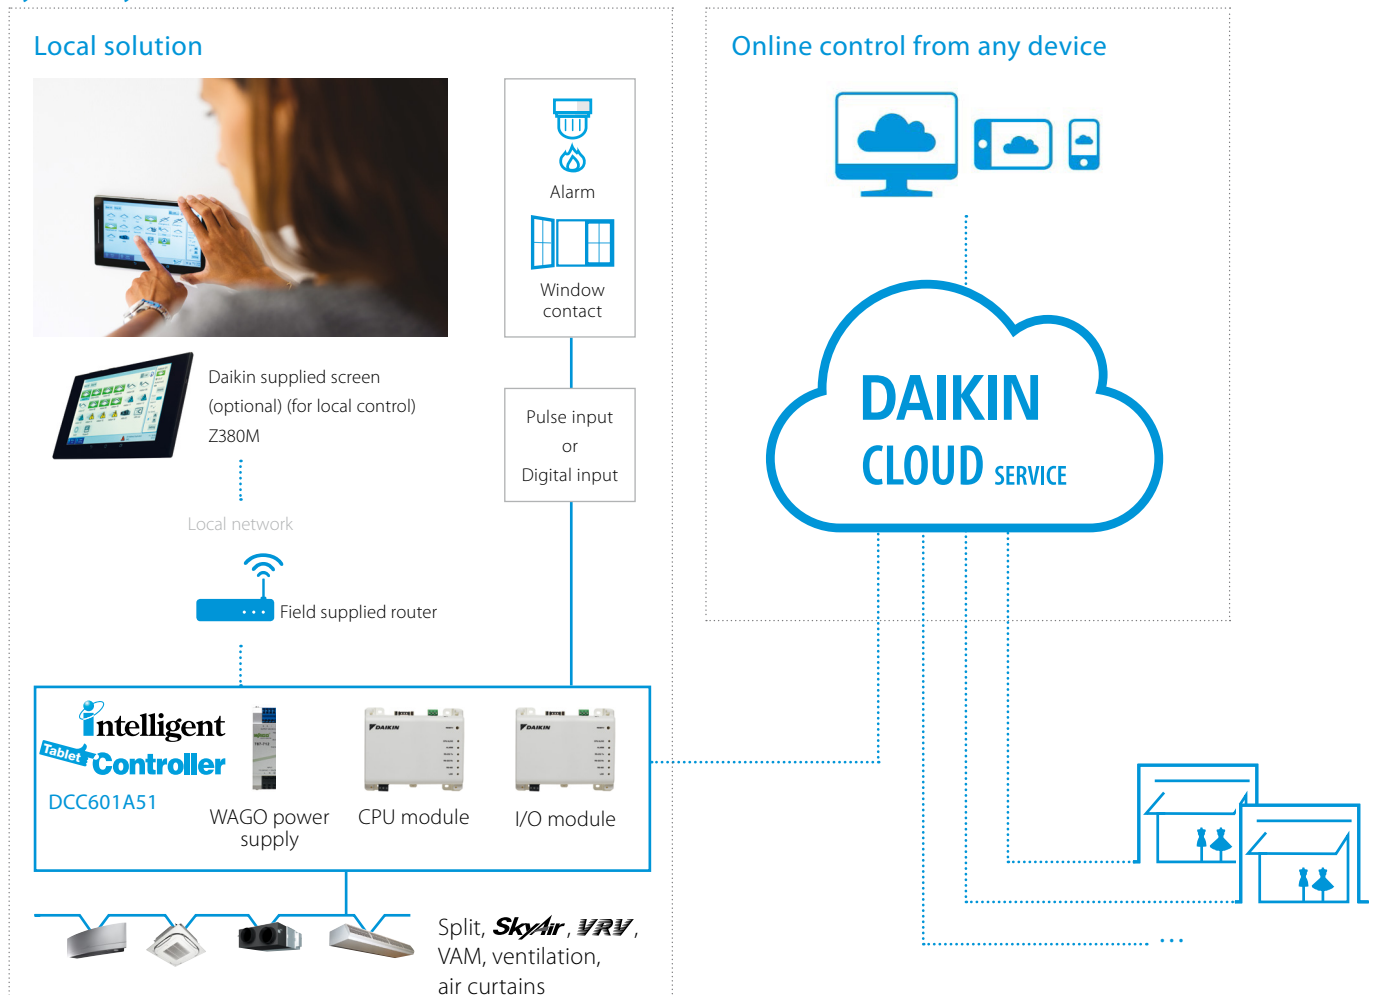 Local solution
Alarm
Window
contact
Daikin supplied screen
(optional) (for local control)
Z380M
Pulse input
or
Digital input
Local network
Field supplied router
intelligent
Tablet
Controller
DCC601A51
WAGO power
supply
DAIKIN
CPU module
DAIKIN
I/O module
Split, SkyAir, VRV,
VAM, ventilation,
air curtains
Online control from any device
DAIKIN
CLOUD SERVICE
...